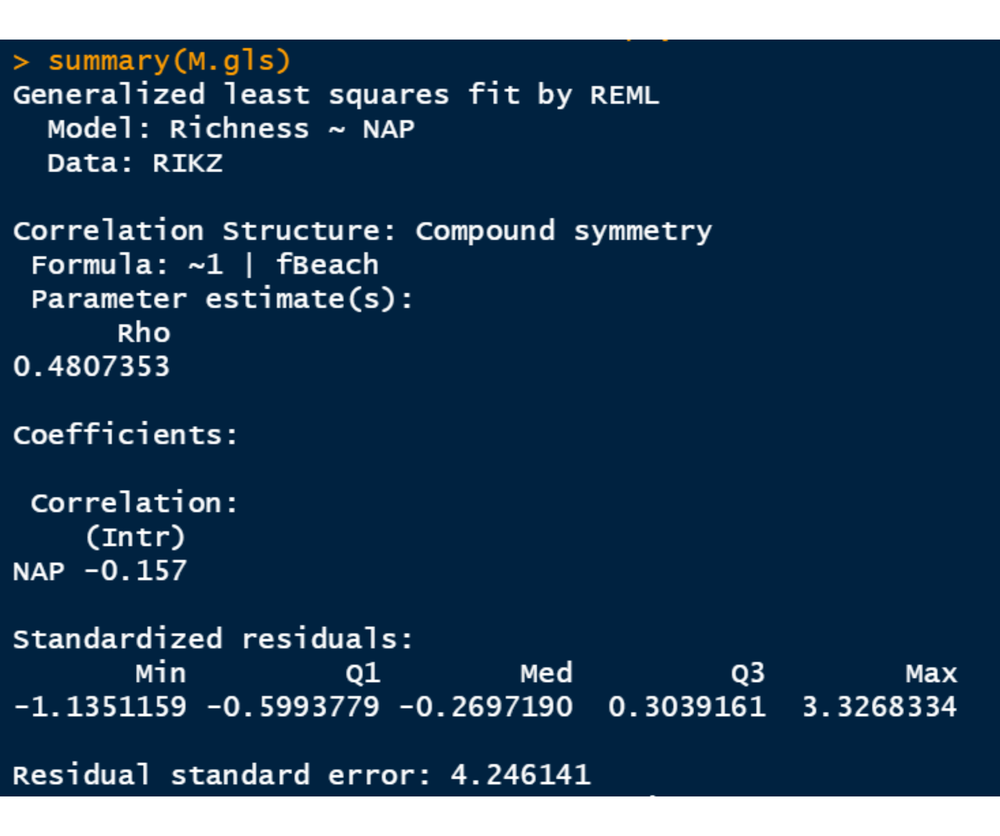 > summary(M.gls)
Generalized least squares fit by REML
Model: Richness ~ NAP
Data: RIKZ
Correlation Structure: Compound symmetry
Formula: ~1 | fBeach
Parameter estimate(s):
Rho
0.4807353
Coefficients:
Correlation:
(Intr)
NAP -0.157
Standardized residuals:
Min Q1 Med Q3 Max
-1.1351159 -0.5993779 -0.2697190 0.3039161 3.3268334
Residual standard error: 4.246141